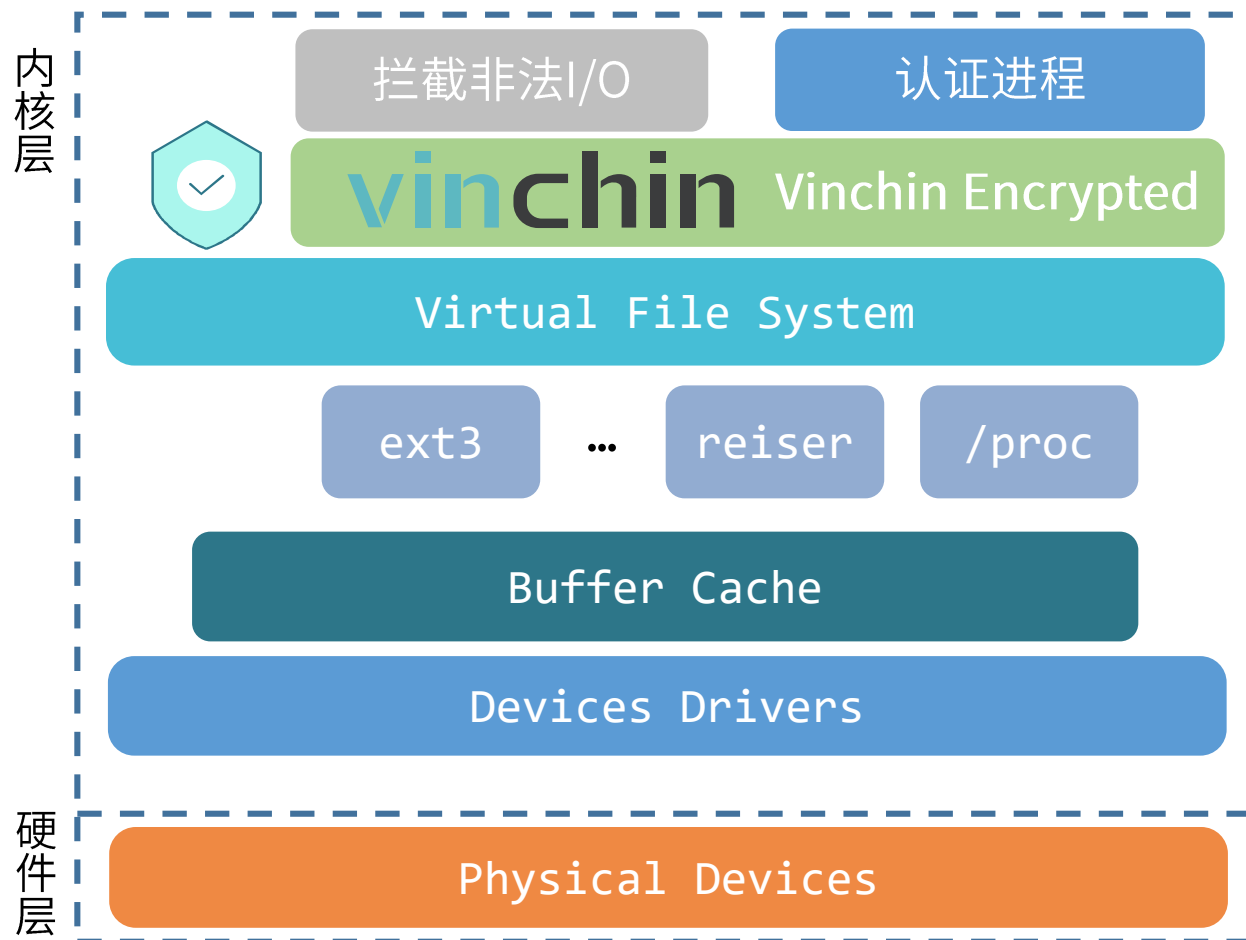 内核层
拦截非法I/O
认证进程
vinchin
Vinchin Encrypted
Virtual File System
ext3
...
reiser
/proc
Buffer Cache
Devices Drivers
硬件层
Physical Devices